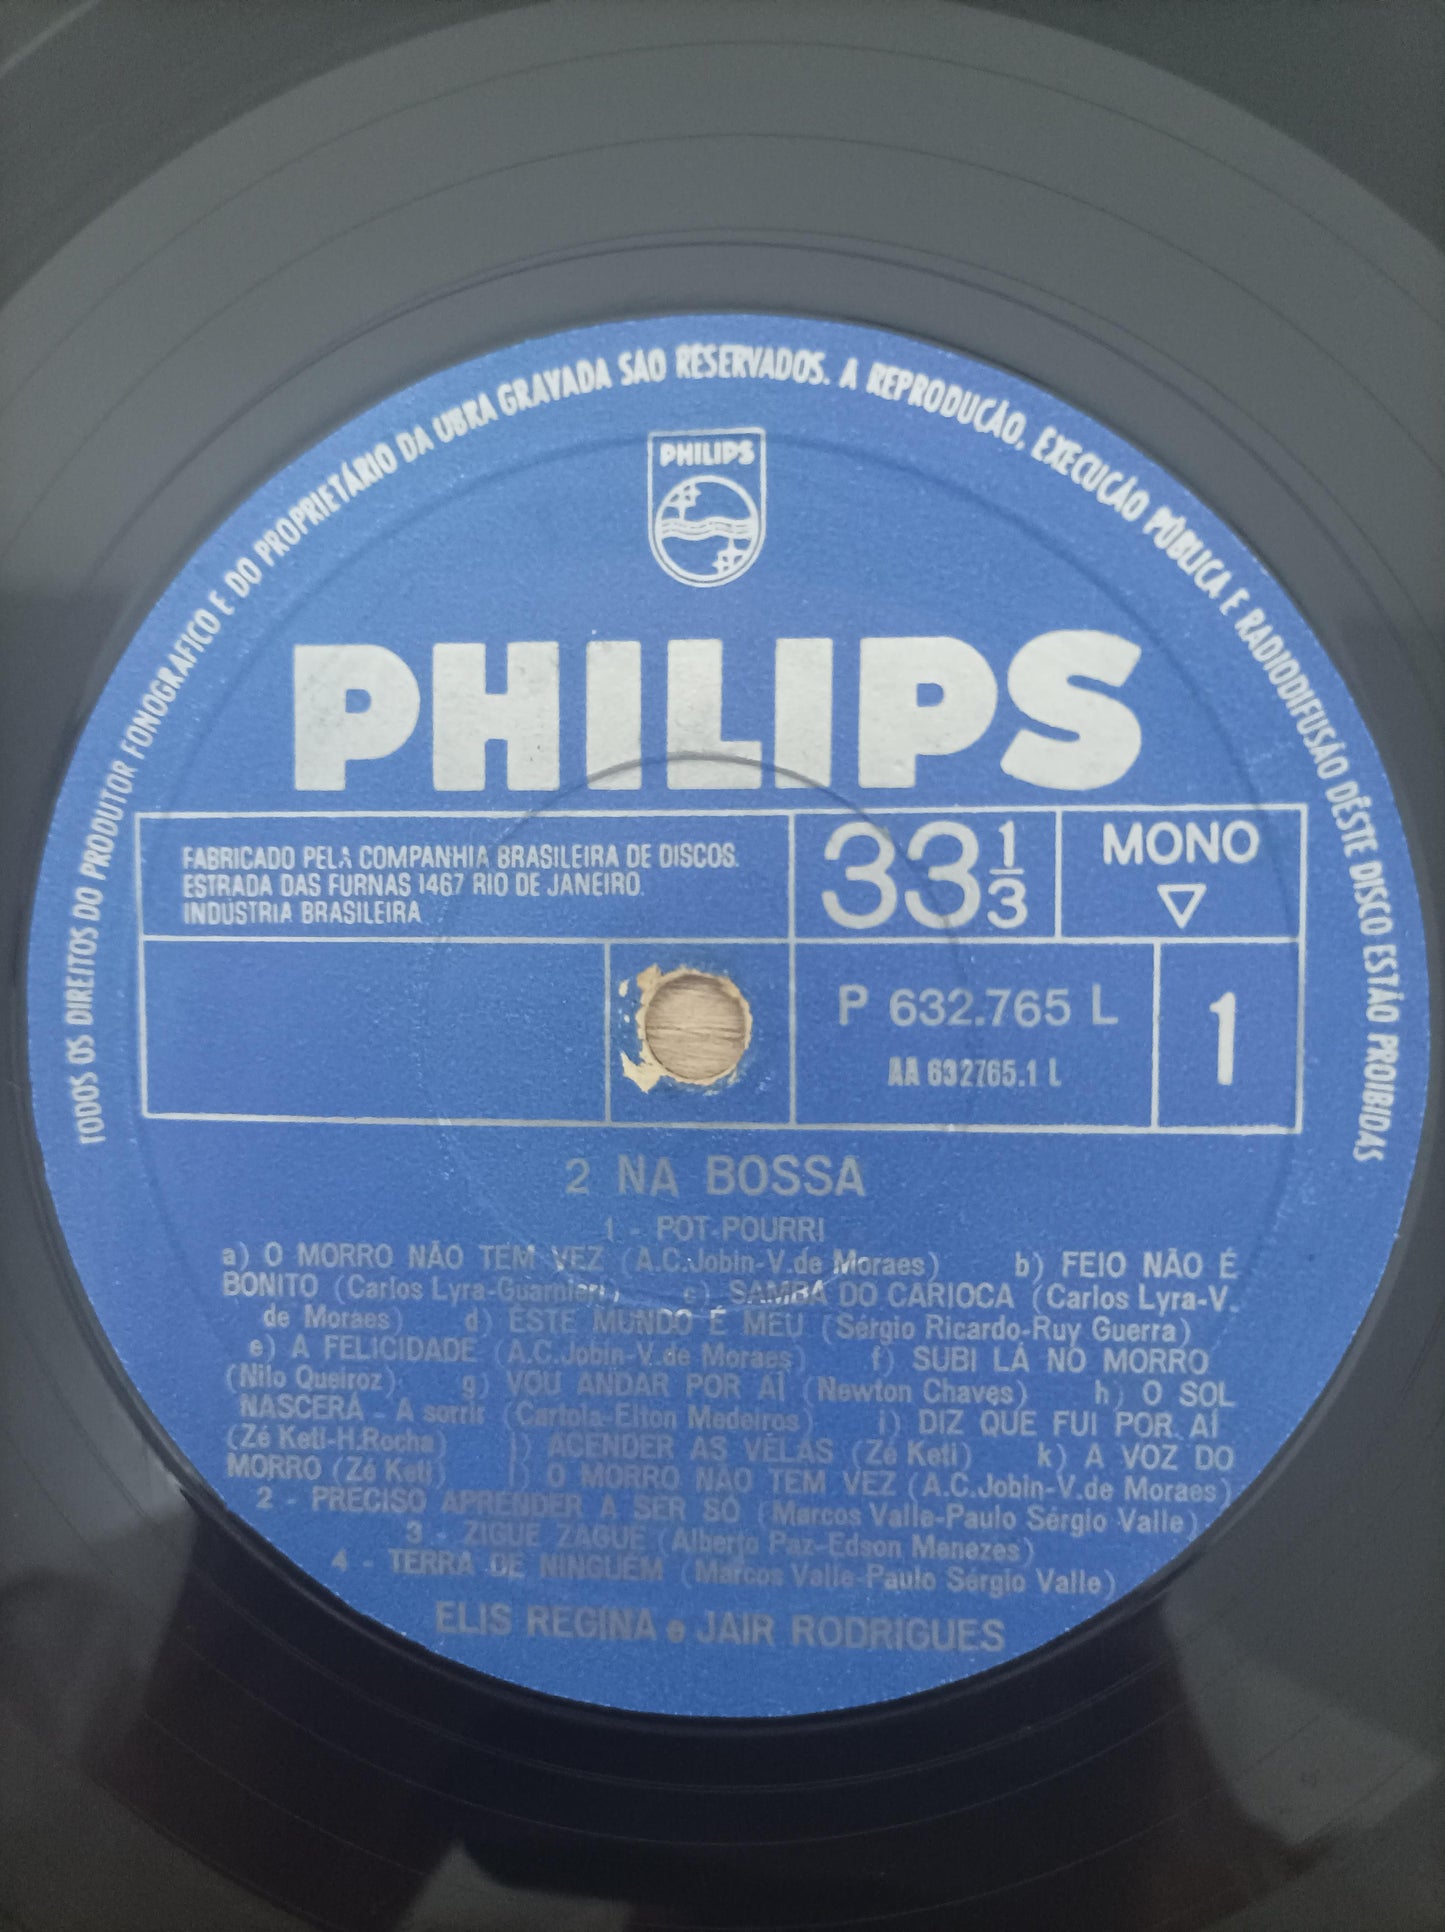 TODOS OS DIREITOS DO PRODUTOR FONOGRAFICO E DO PROPRIETÁRIO DA OBRA GRAVADA SÃO RESERVADOS. A REPRODUÇÃO, EXECUÇÃO PÚBLICA E RADIODIFUSÃO DÊSTE DISCO ESTÃO PROIBIDAS
PHILIPS
PHILIPS
FABRICADO PELA COMPANHIA BRASILEIRA DE DISCOS.
ESTRADA DAS FURNAS 1467 RIO DE JANEIRO.
INDÚSTRIA BRASILEIRA
33 1/3
MONO
P 632.765 L
AA 632765.1 L
1
2 NA BOSSA
1 - POT-POURRI
a) O MORRO NÃO TEM VEZ (A.C.Jobin-V.de Moraes) b) FEIO NÃO É
BONITO (Carlos Lyra-Guarnieri) c) SAMBA DO CARIOCA (Carlos Lyra-V.
de Moraes) d) ÊSTE MUNDO É MEU (Sérgio Ricardo-Ruy Guerra)
e) A FELICIDADE (A.C.Jobin-V.de Moraes) f) SUBI LÁ NO MORRO
(Nilo Queiroz) g) VOU ANDAR POR AÍ (Newton Chaves) h) O SOL
NASCERÁ - A sorrir (Cartola-Elton Medeiros) i) DIZ QUE FUI POR AÍ
(Zé Keti-H.Rocha) j) ACENDER AS VELAS (Zé Keti) k) A VOZ DO
MORRO (Zé Keti) l) O MORRO NÃO TEM VEZ (A.C.Jobin-V.de Moraes)
2 - PRECISO APRENDER A SER SÓ (Marcos Valle-Paulo Sérgio Valle)
3 - ZIGUE ZAGUE (Alberto Paz-Edson Menezes)
4 - TERRA DE NINGUÉM (Marcos Valle-Paulo Sérgio Valle)
ELIS REGINA e JAIR RODRIGUES